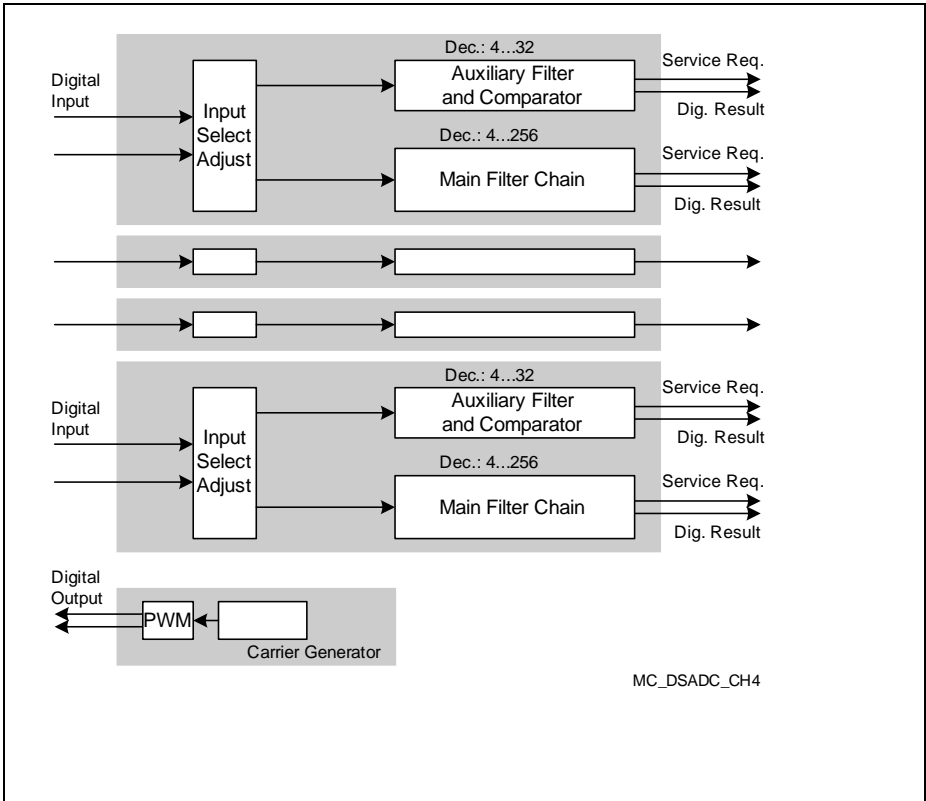 Dec.: 4...32
Digital
Input
Input
Select
Adjust
Auxiliary Filter
and Comparator
Service Req.
Dig. Result
Dec.: 4...256
Main Filter Chain
Service Req.
Dig. Result
Dec.: 4...32
Digital
Input
Input
Select
Adjust
Auxiliary Filter
and Comparator
Service Req.
Dig. Result
Dec.: 4...256
Main Filter Chain
Service Req.
Dig. Result
Digital
Output
PWM
Carrier Generator
MC_DSADC_CH4